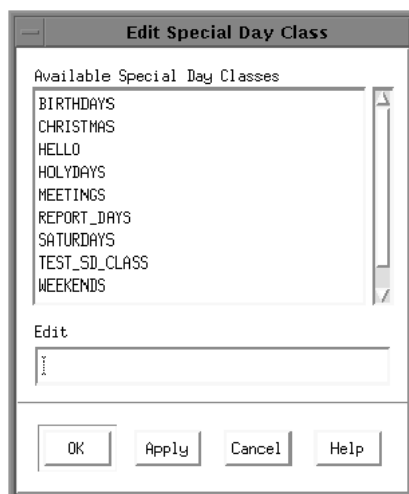 Edit Special Day Class
Available Special Day Classes
BIRTHDAYS
CHRISTMAS
HELLO
HOLYDAYS
MEETINGS
REPORT_DAYS
SATURDAYS
TEST_SD_CLASS
WEEKENDS
Edit
OK Apply Cancel Help